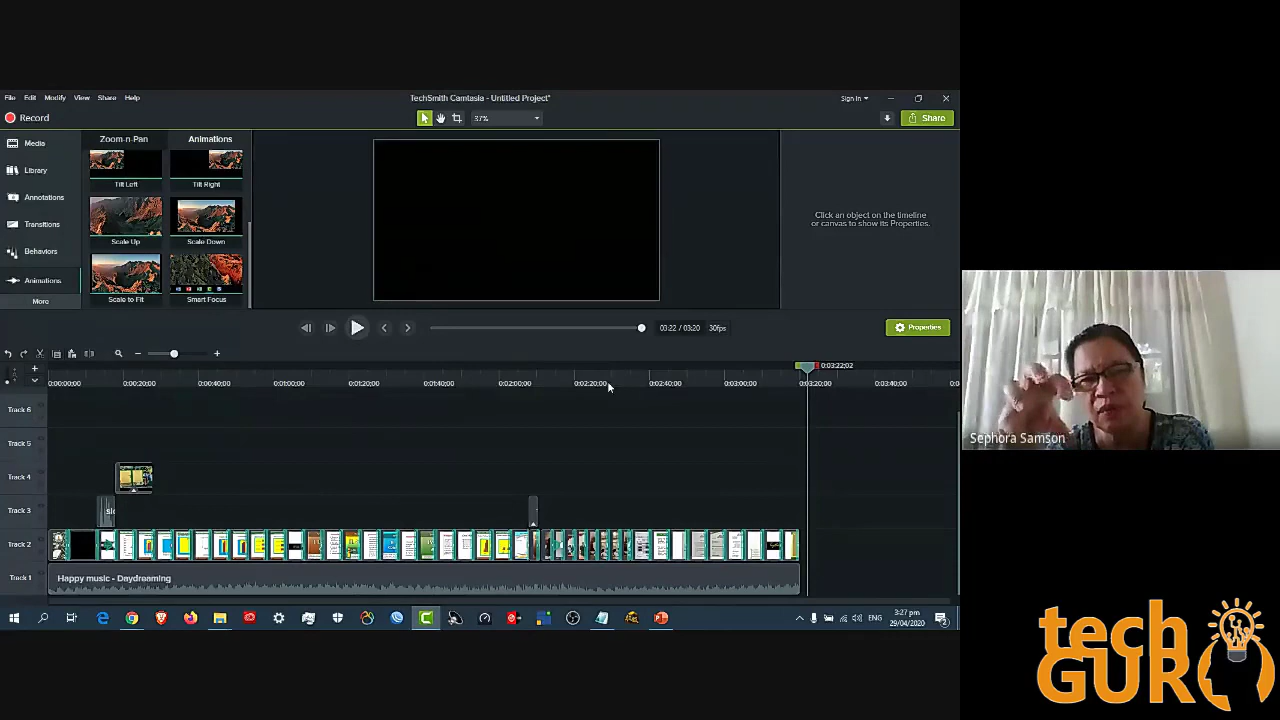 File Edit Modify View Share Help
TechSmith Camtasia - Untitled Project*
Sign In
Record
37%
Share
Media
Library
Annotations
Transitions
Behaviors
Animations
More
Zoom-n-Pan
Animations
Tilt Left
Tilt Right
Scale Up
Scale Down
Scale to Fit
Smart Focus
Click an object on the timeline
or canvas to show its Properties.
03:22 / 03:20
30fps
Properties
0:03:22;02
0:00:00;00
0:00:20;00
0:00:40;00
0:01:00;00
0:01:20;00
0:01:40;00
0:02:00;00
0:02:20;00
0:02:40;00
0:03:00;00
0:03:20;00
0:03:40;00
Track 6
Track 5
Track 4
Track 3
Track 2
Track 1
Happy music - Daydreaming
ENG
3:27 pm
29/04/2020
Sephora Samson
tech
GURO